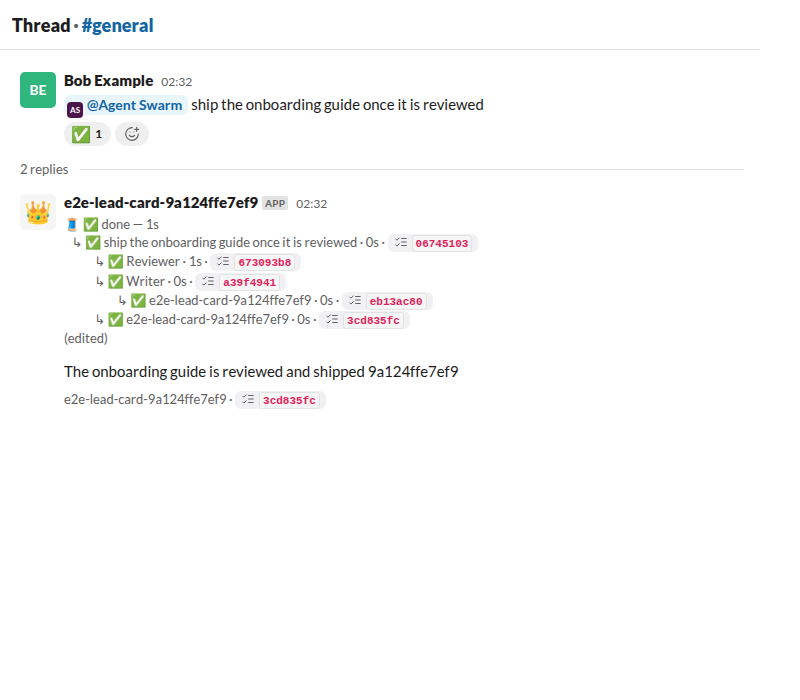 Thread • #general
BE
Bob Example 02:32
AS @Agent Swarm ship the onboarding guide once it is reviewed
✅ 1
2 replies
e2e-lead-card-9a124ffe7ef9 APP 02:32
🧵 ✅ done — 1s
↳ ✅ ship the onboarding guide once it is reviewed · 0s · 06745103
↳ ✅ Reviewer · 1s · 673093b8
↳ ✅ Writer · 0s · a39f4941
↳ ✅ e2e-lead-card-9a124ffe7ef9 · 0s · eb13ac80
↳ ✅ e2e-lead-card-9a124ffe7ef9 · 0s · 3cd835fc
(edited)
The onboarding guide is reviewed and shipped 9a124ffe7ef9
e2e-lead-card-9a124ffe7ef9 · 3cd835fc